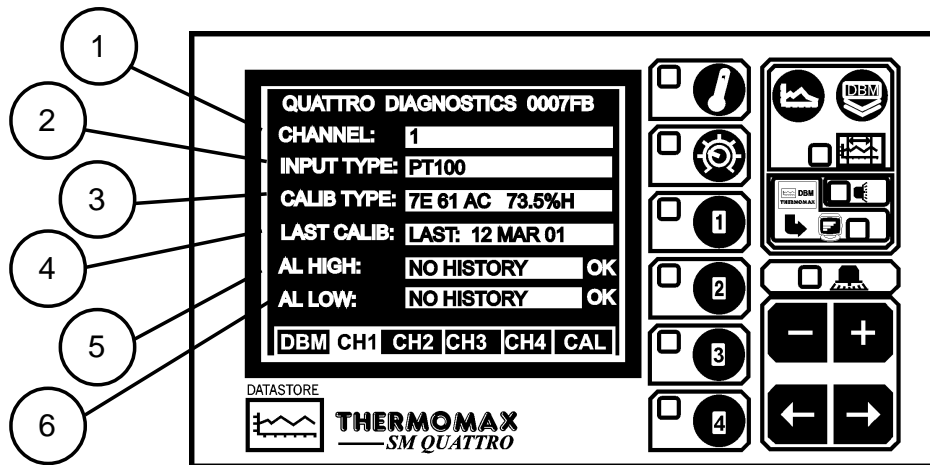 1
2
3
4
5
6
QUATTRO DIAGNOSTICS 0007FB
CHANNEL: 1
INPUT TYPE: PT100
CALIB TYPE: 7E 61 AC 73.5%H
LAST CALIB: LAST: 12 MAR 01
AL HIGH: NO HISTORY OK
AL LOW: NO HISTORY OK
DBM CH1 CH2 CH3 CH4 CAL
DATASTORE
THERMOMAX
SM QUATTRO
1
2
3
4
DBM
DBM
THERMOMAX
- +
← →